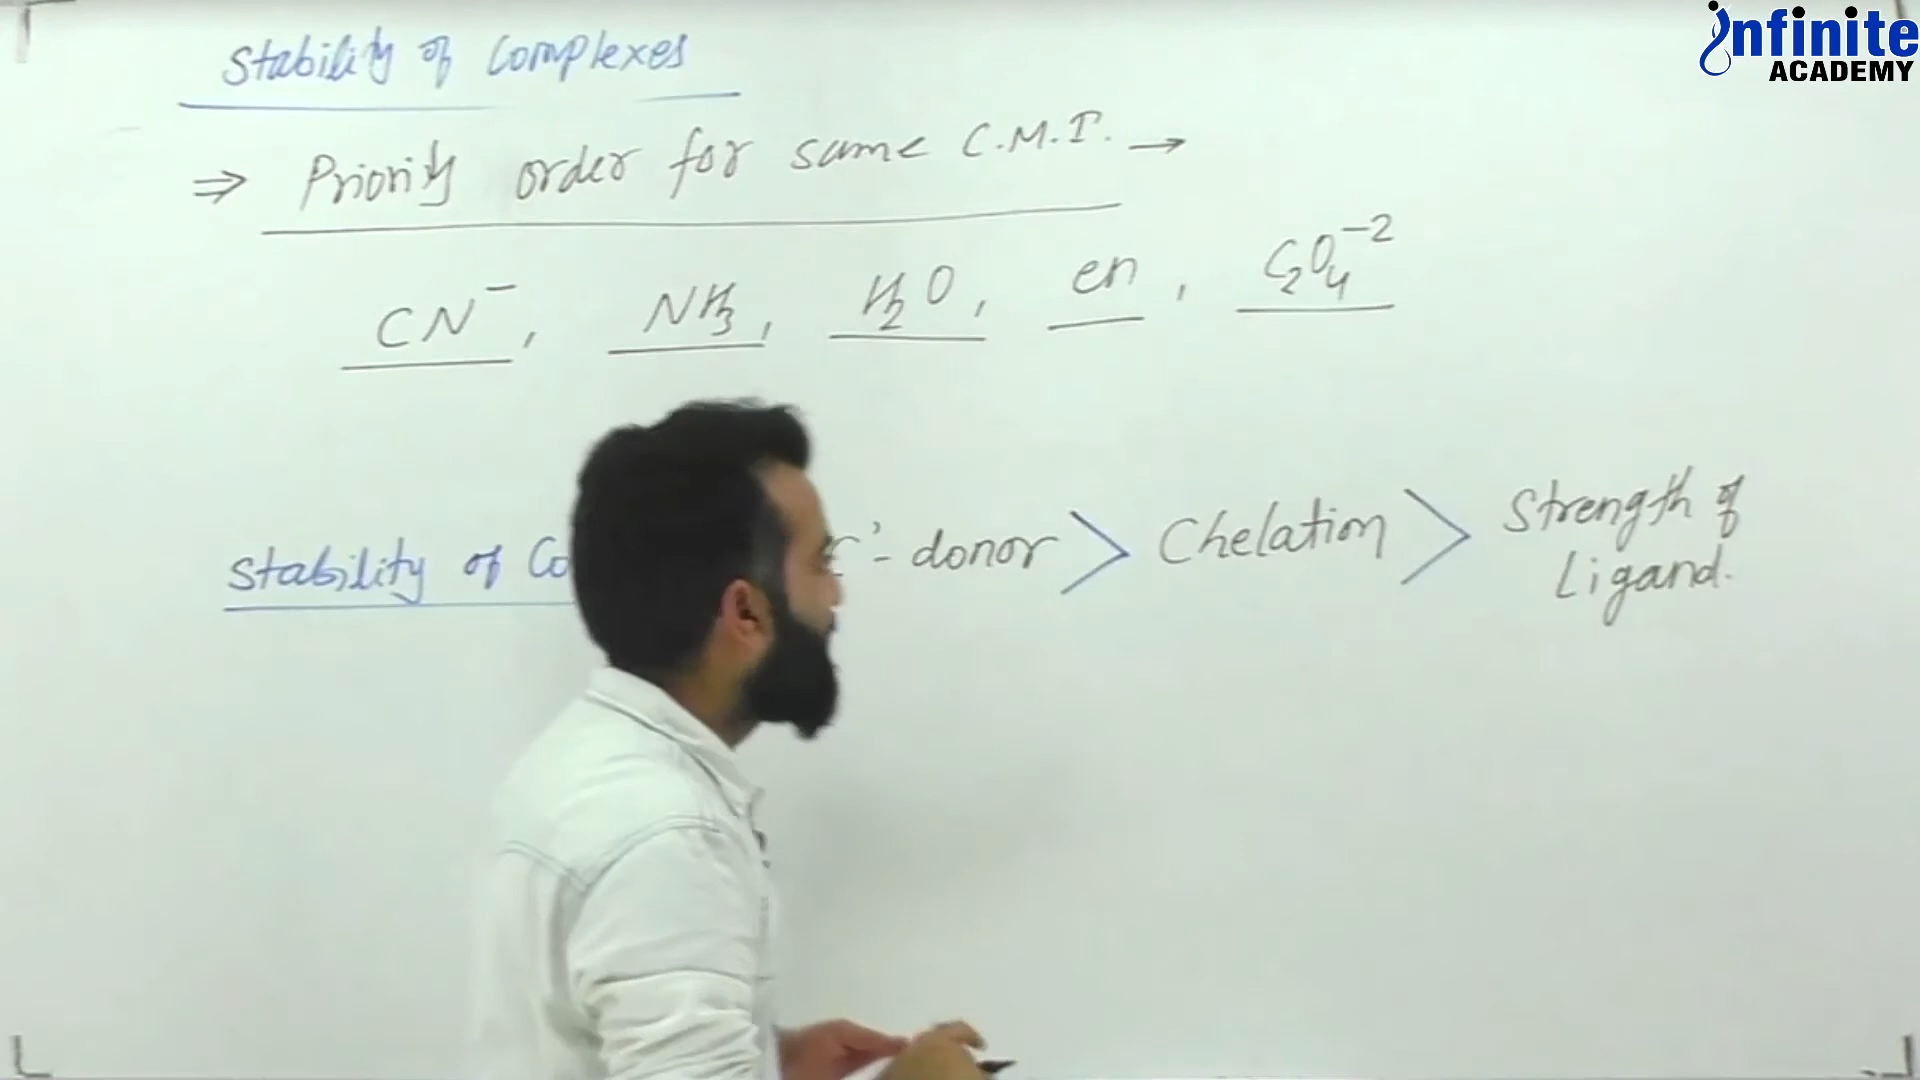 infinite
ACADEMY
Stability of Complexes
⇒ Priority order for same C.M.I. →
CN⁻, NH₃, H₂O, en, C₂O₄⁻²
Stability of - donor > Chelation > Strength of
Ligand.